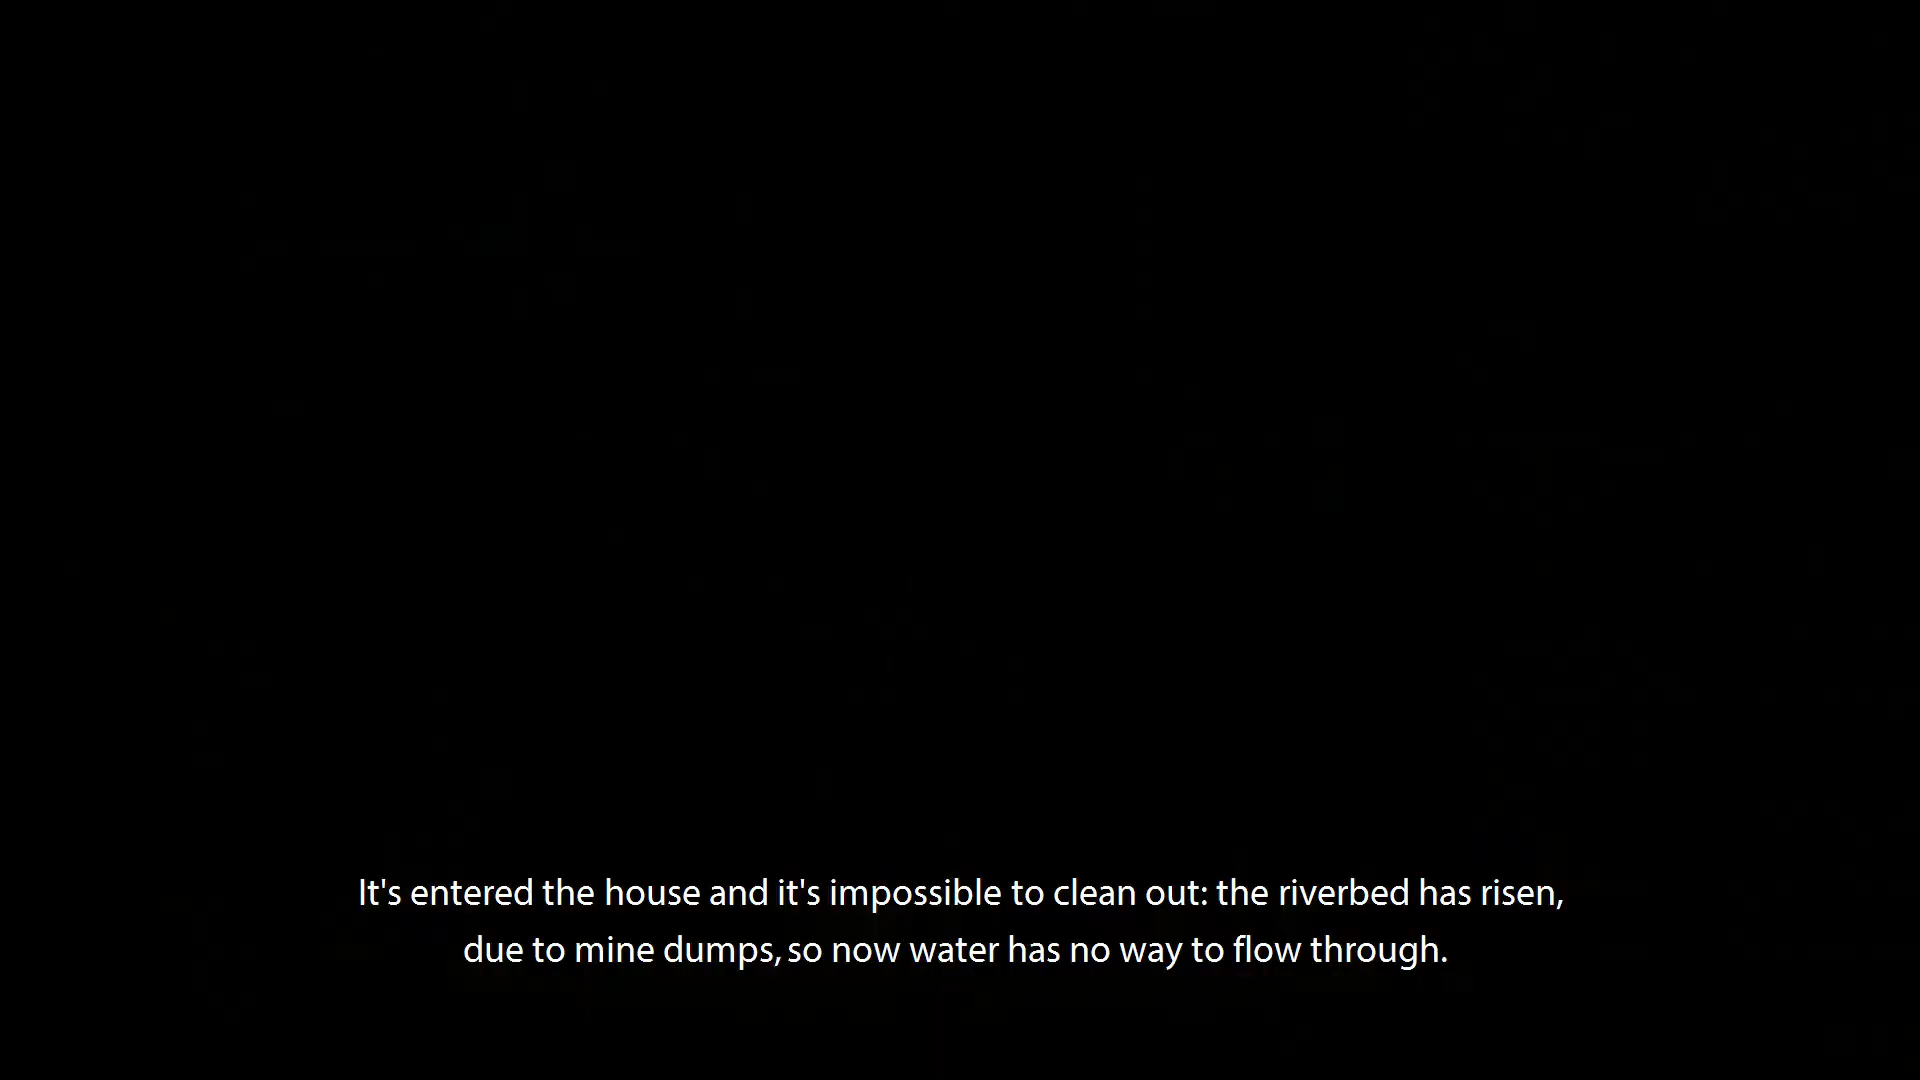 It's entered the house and it's impossible to clean out: the riverbed has risen,
due to mine dumps, so now water has no way to flow through.